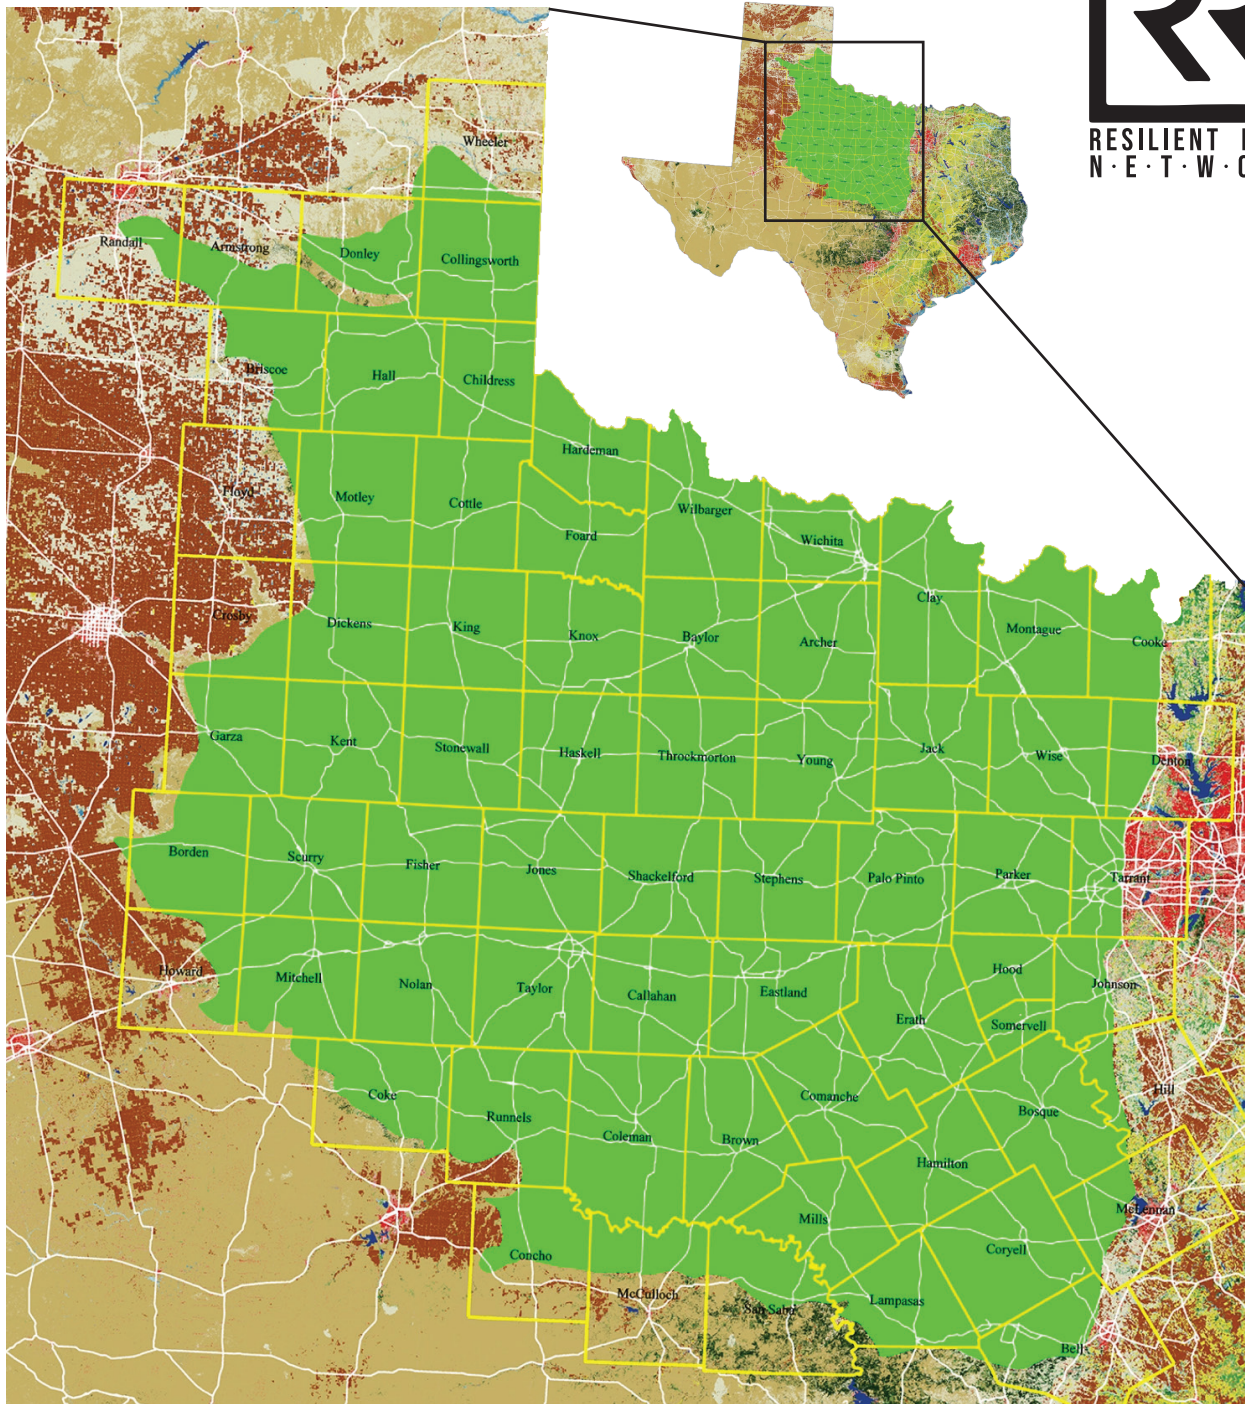 RESILIENT
N·E·T·W·
Wheeler
Randall
Armstrong
Donley
Collingsworth
Briscoe
Hall
Childress
Hardeman
Floyd
Motley
Cottle
Wilbarger
Foard
Wichita
Crosby
Dickens
King
Knox
Baylor
Archer
Clay
Montague
Cooke
Garza
Kent
Stonewall
Haskell
Throckmorton
Young
Jack
Wise
Denton
Borden
Scurry
Fisher
Jones
Shackelford
Stephens
Palo Pinto
Parker
Tarrant
Howard
Mitchell
Nolan
Taylor
Callahan
Eastland
Hood
Johnson
Erath
Somervell
Coke
Runnels
Coleman
Brown
Comanche
Bosque
Hill
Hamilton
Mills
McLennan
Concho
Coryell
McCulloch
San Saba
Lampasas
Bell